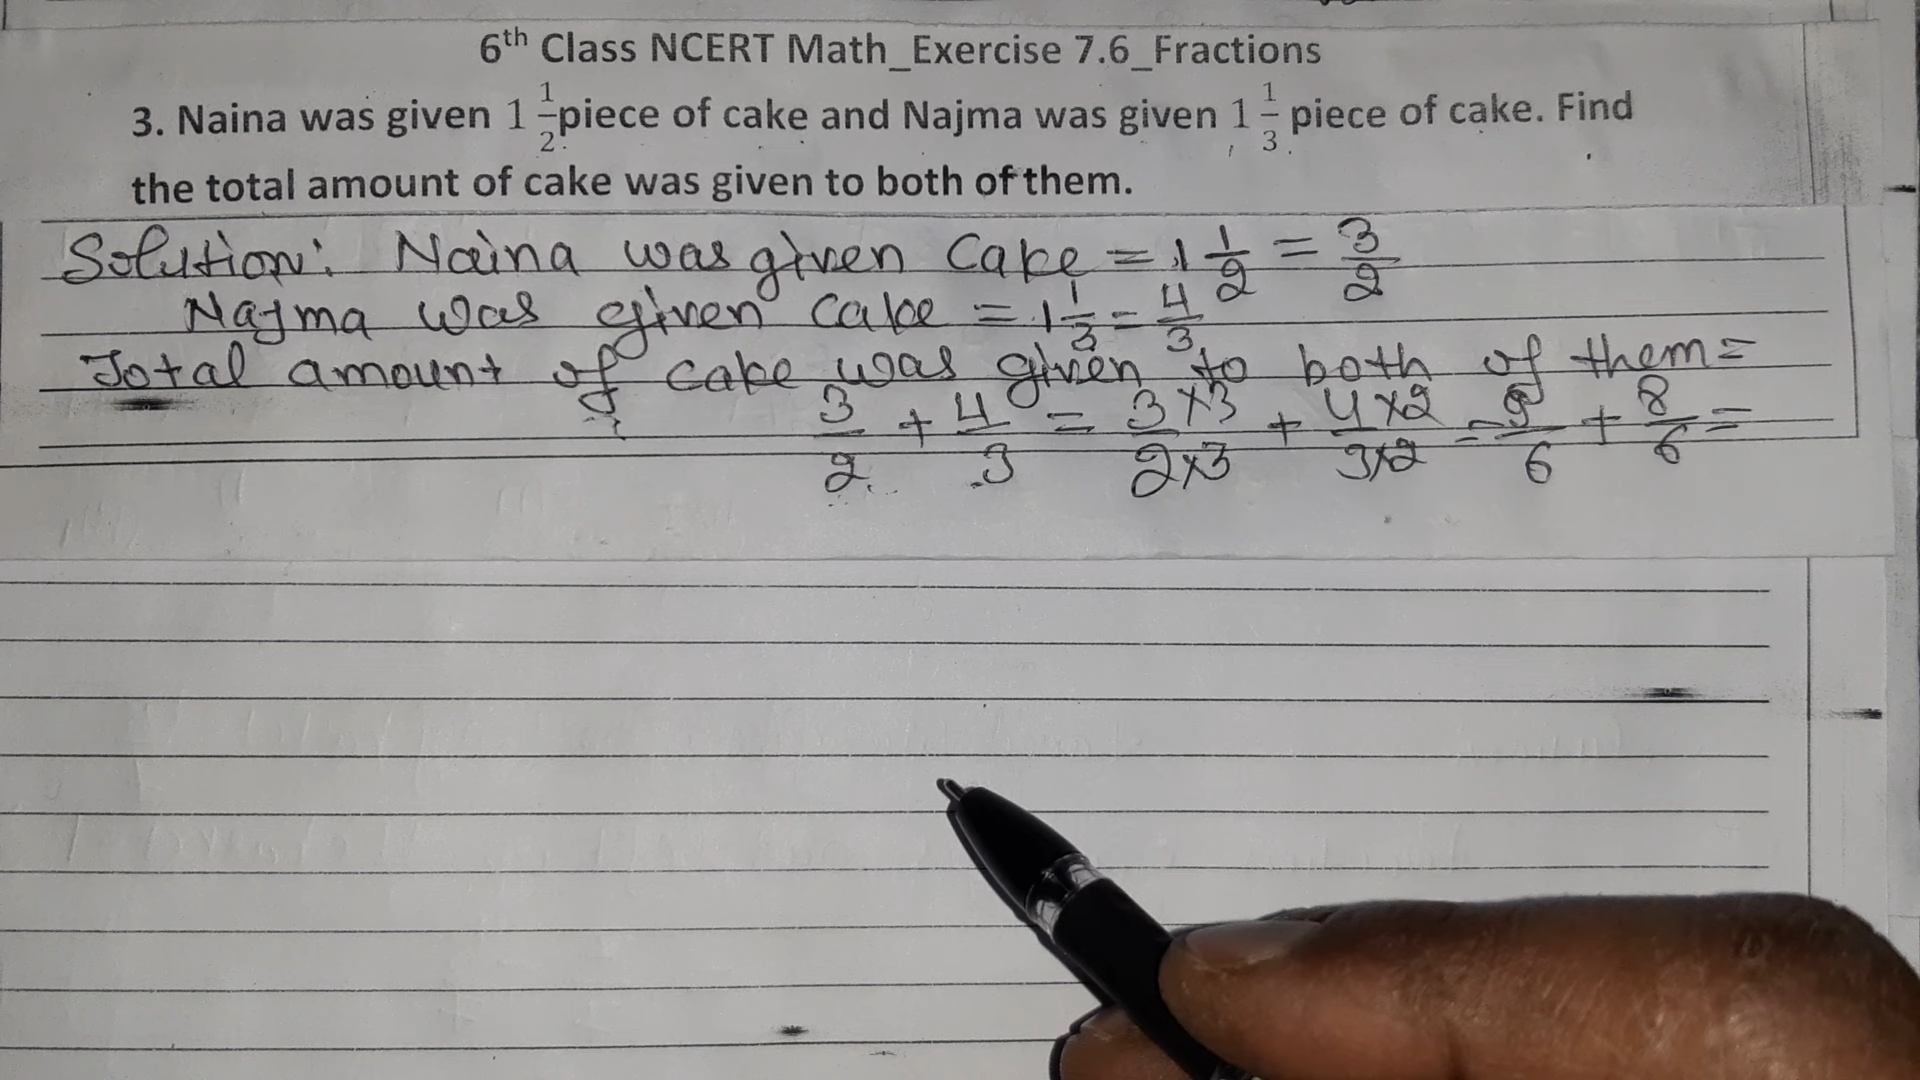 6th Class NCERT Math_Exercise 7.6_Fractions
3. Naina was given 1 1/2 piece of cake and Najma was given 1 1/3 piece of cake. Find
the total amount of cake was given to both of them.
Solution: Naina was given Cake = 1 1/2 = 3/2
Najma was given cake = 1 1/3 = 4/3
Total amount of cake was given to both of them =
3/2 + 4/3 = 3×3/2×3 + 4×2/3×2 = 9/6 + 8/6 =